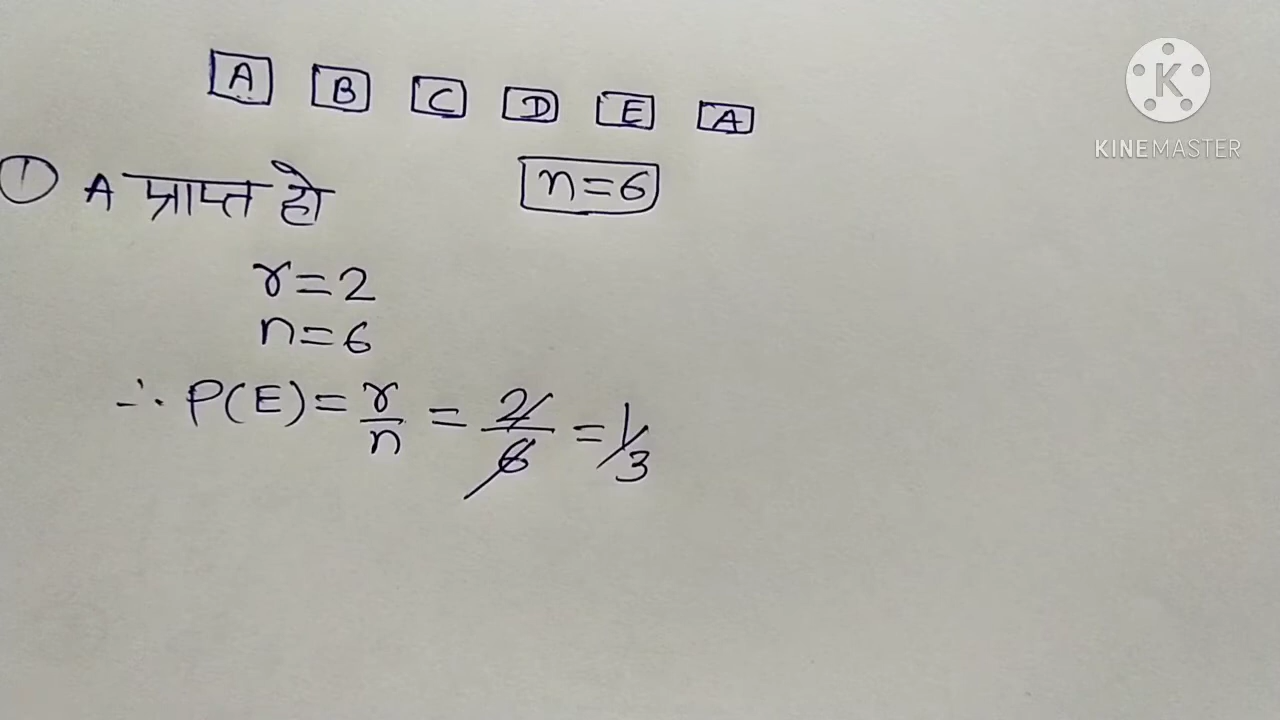 A B C D E A
① A प्राप्त हो
n=6
r=2
n=6
∴ P(E) = r/n = 2/6 = 1/3
K
KINEMASTER